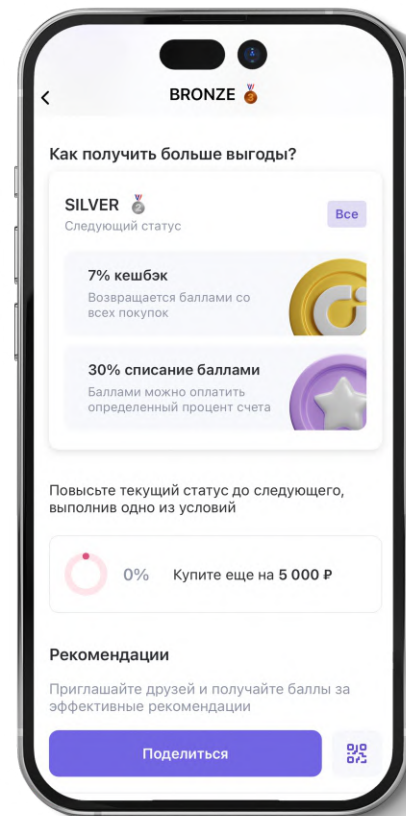 BRONZE
Как получить больше выгоды?
SILVER
Следующий статус
Все
7% кешбэк
Возвращается баллами со
всех покупок
30% списание баллами
Баллами можно оплатить
определенный процент счета
Повысьте текущий статус до следующего,
выполнив одно из условий
0%
Купите еще на 5 000 ₽
Рекомендации
Приглашайте друзей и получайте баллы за
эффективные рекомендации
Поделиться